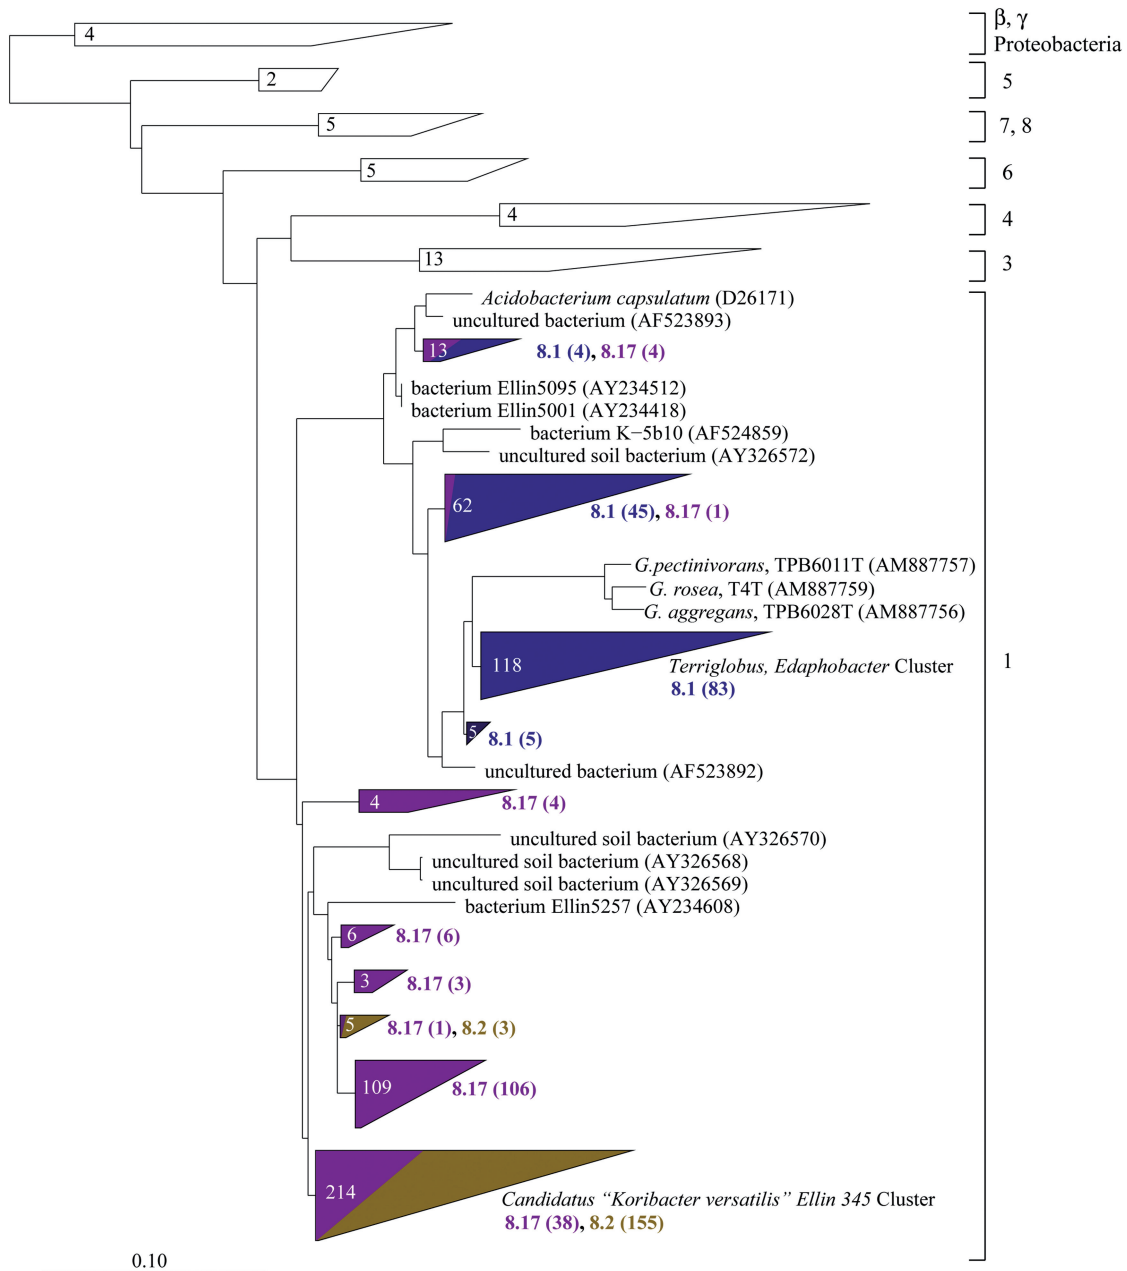 4
β, γ
Proteobacteria
2
5
5
7, 8
5
6
4
4
13
3
Acidobacterium capsulatum (D26171)
uncultured bacterium (AF523893)
13 8.1 (4), 8.17 (4)
bacterium Ellin5095 (AY234512)
bacterium Ellin5001 (AY234418)
bacterium K−5b10 (AF524859)
uncultured soil bacterium (AY326572)
62 8.1 (45), 8.17 (1)
G.pectinivorans, TPB6011T (AM887757)
G. rosea, T4T (AM887759)
G. aggregans, TPB6028T (AM887756)
118 Terriglobus, Edaphobacter Cluster
8.1 (83)
1
5 8.1 (5)
uncultured bacterium (AF523892)
4 8.17 (4)
uncultured soil bacterium (AY326570)
uncultured soil bacterium (AY326568)
uncultured soil bacterium (AY326569)
bacterium Ellin5257 (AY234608)
6 8.17 (6)
3 8.17 (3)
5 8.17 (1), 8.2 (3)
109 8.17 (106)
214 Candidatus “Koribacter versatilis” Ellin 345 Cluster
8.17 (38), 8.2 (155)
0.10